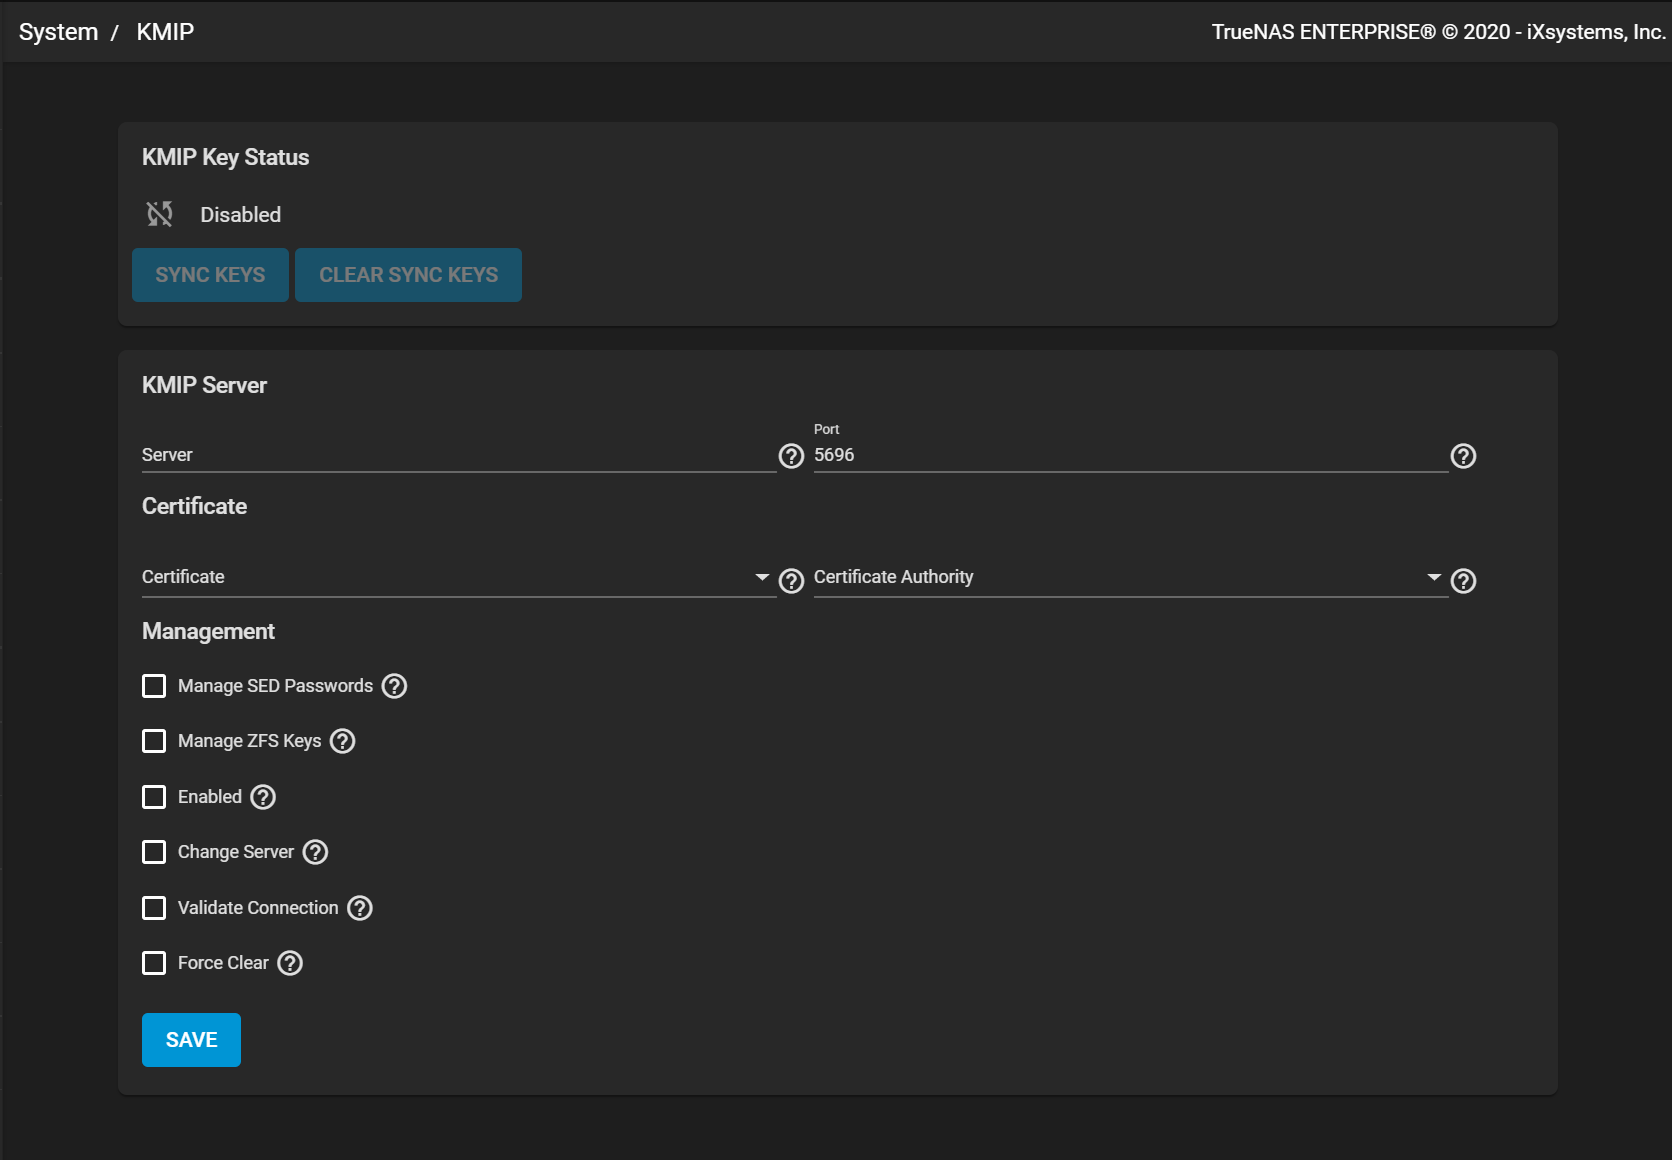 System / KMIP
TrueNAS ENTERPRISE® © 2020 - iXsystems, Inc.
KMIP Key Status
Disabled
SYNC KEYS CLEAR SYNC KEYS
KMIP Server
Port
Server ? 5696 ?
Certificate
Certificate ? Certificate Authority ?
Management
Manage SED Passwords ?
Manage ZFS Keys ?
Enabled ?
Change Server ?
Validate Connection ?
Force Clear ?
SAVE